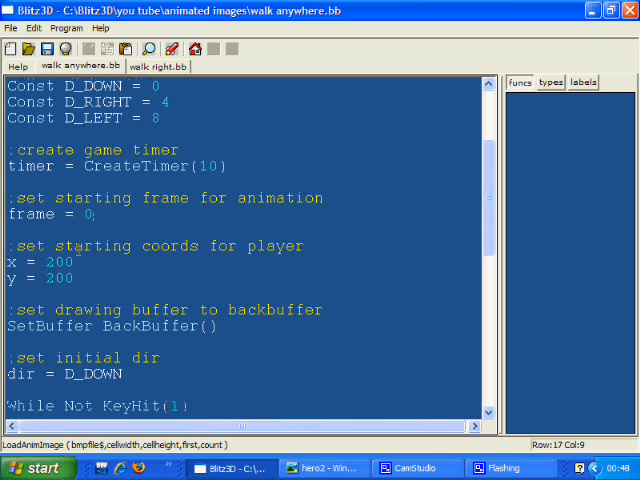 Blitz3D - C:\Blitz3D\you tube\animated images\walk anywhere.bb
File Edit Program Help
Help walk anywhere.bb walk right.bb
funcs types labels
Const D_DOWN = 0
Const D_RIGHT = 4
Const D_LEFT = 8
;create game timer
timer = CreateTimer(10)
;set starting frame for animation
frame = 0;
;set starting coords for player
x = 200
y = 200
;set drawing buffer to backbuffer
SetBuffer BackBuffer()
;set initial dir
dir = D_DOWN
While Not KeyHit(1)
LoadAnimImage ( bmpfile$,cellwidth,cellheight,first,count )
Row:17 Col:9
start
Blitz3D - C:\...
hero2 - Win...
CamStudio
Flashing
00:48